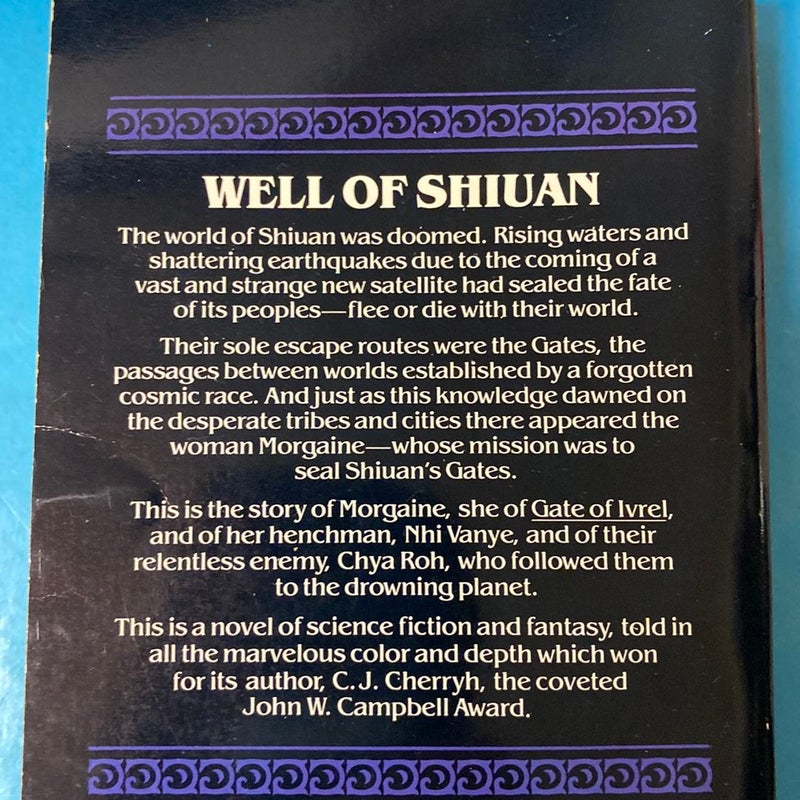 WELL OF SHIUAN
The world of Shiuan was doomed. Rising waters and
shattering earthquakes due to the coming of a
vast and strange new satellite had sealed the fate
of its peoples—flee or die with their world.
Their sole escape routes were the Gates, the
passages between worlds established by a forgotten
cosmic race. And just as this knowledge dawned on
the desperate tribes and cities there appeared the
woman Morgaine—whose mission was to
seal Shiuan's Gates.
This is the story of Morgaine, she of Gate of Ivrel,
and of her henchman, Nhi Vanye, and of their
relentless enemy, Chya Roh, who followed them
to the drowning planet.
This is a novel of science fiction and fantasy, told in
all the marvelous color and depth which won
for its author, C.J. Cherryh, the coveted
John W. Campbell Award.